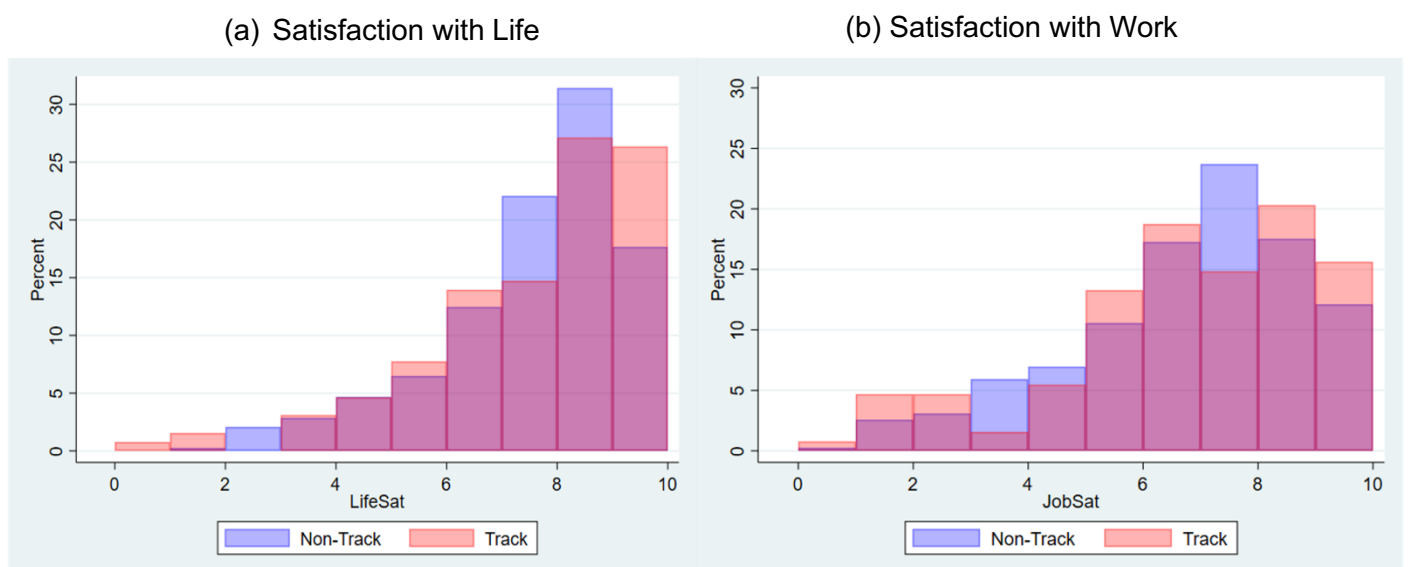 (a) Satisfaction with Life
(b) Satisfaction with Work
Percent
30
25
20
15
10
5
0
0 2 4 6 8 10
LifeSat
Non-Track Track
Percent
30
25
20
15
10
5
0
0 2 4 6 8 10
JobSat
Non-Track Track